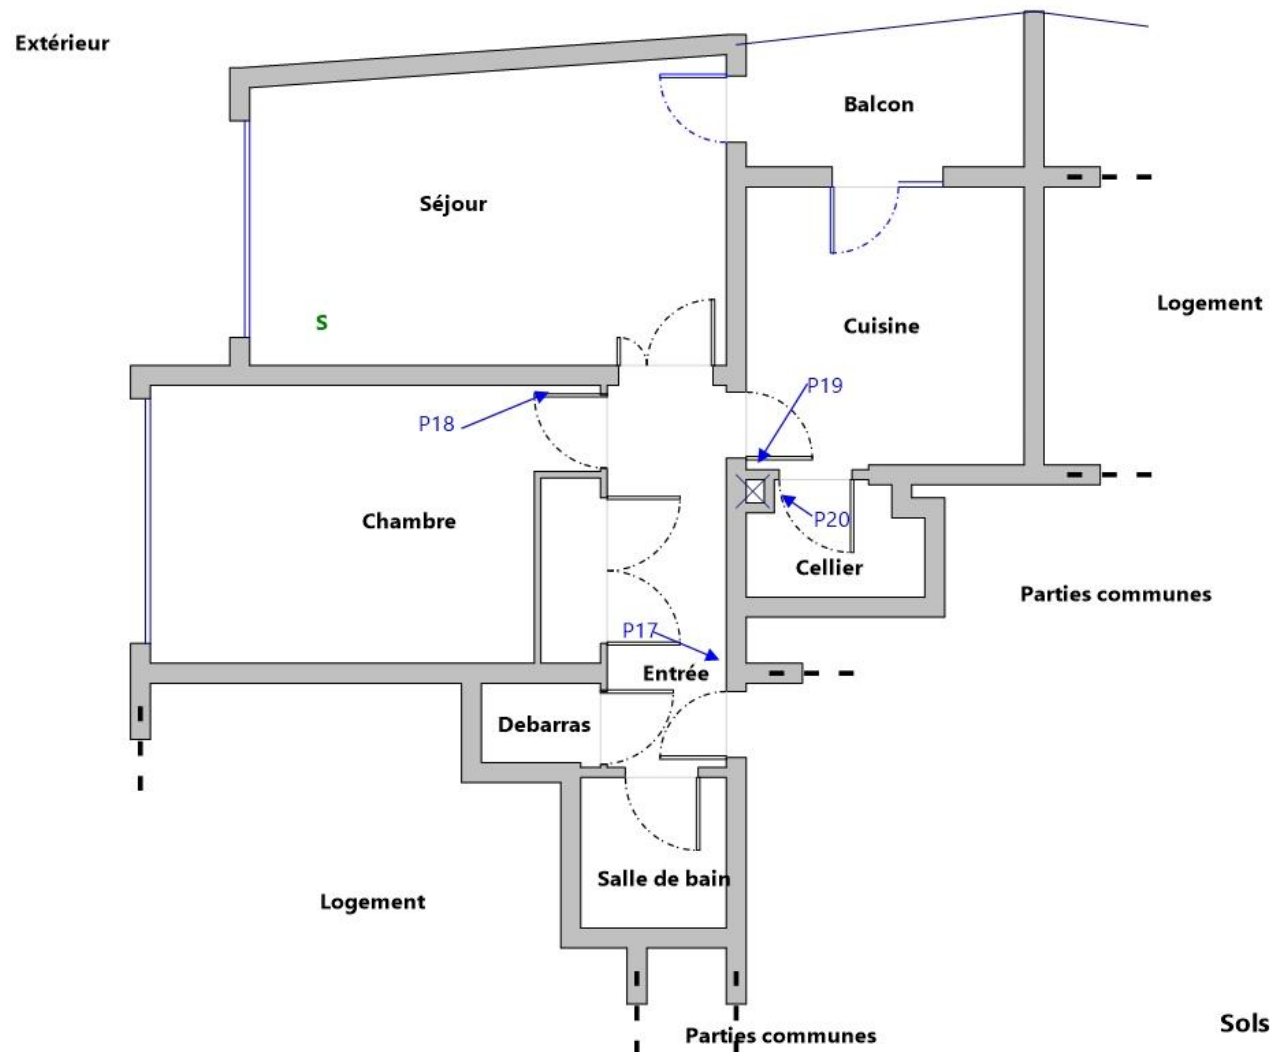 Extérieur
Balcon
Séjour
Logement
S
Cuisine
P19
P18
Chambre
P20
Cellier
Parties communes
P17
Entrée
Debarras
Salle de bain
Logement
Sols
Parties communes